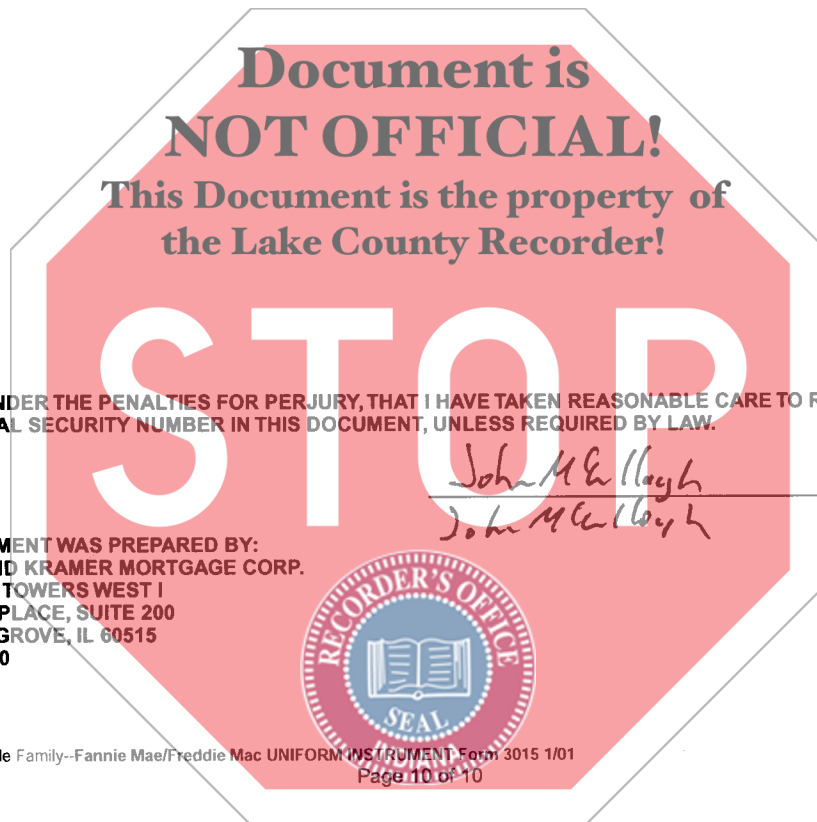 Document is
NOT OFFICIAL!
This Document is the property of
the Lake County Recorder!
STOP
NDER THE PENALTIES FOR PERJURY, THAT I HAVE TAKEN REASONABLE CARE TO R
AL SECURITY NUMBER IN THIS DOCUMENT, UNLESS REQUIRED BY LAW.
John
John
MENT WAS PREPARED BY:
ID KRAMER MORTGAGE CORP.
TOWERS WEST I
PLACE, SUITE 200
GROVE, IL 60515
0
RECORDER'S OFFICE
SEAL
INDIANA
le Family--Fannie Mae/Freddie Mac UNIFORM INSTRUMENT Form 3015 1/01
Page 10 of 10